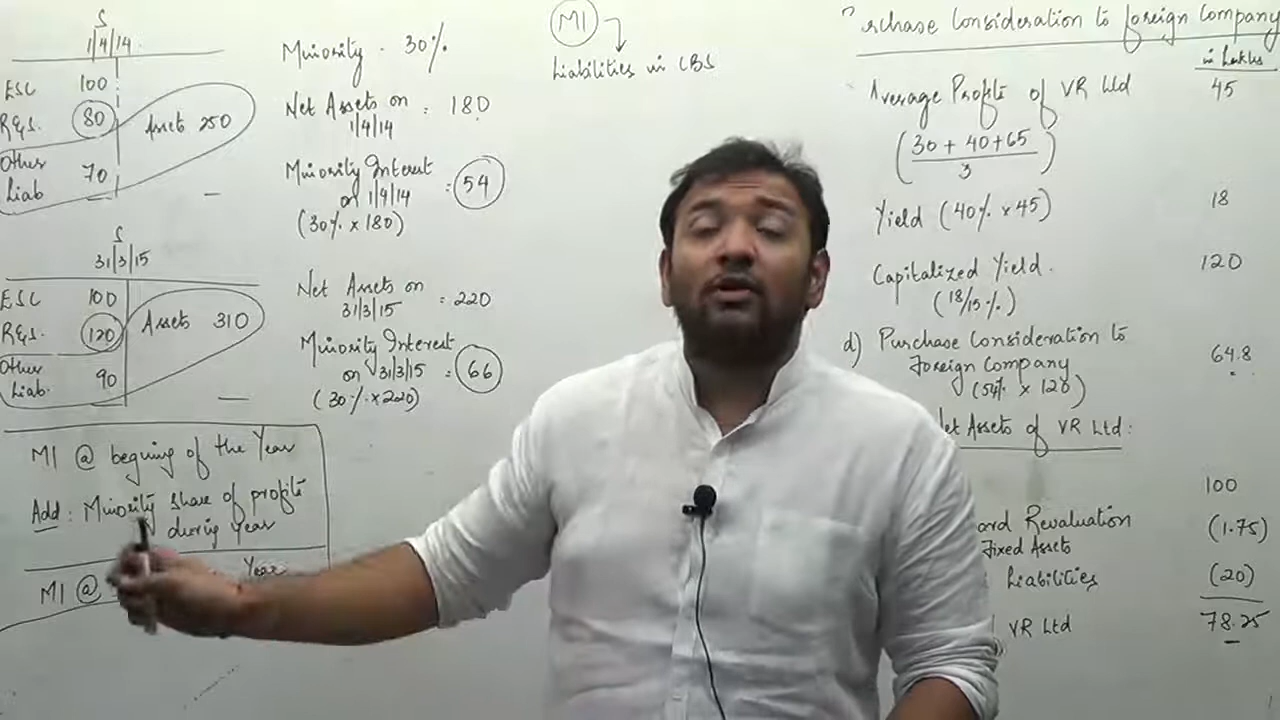 S
1/4/14
ESC 100
R&S. 80
Assets 250
Other
Liab 70
S
31/3/15
ESC 100
R&S. 120
Assets 310
Other
Liab. 90
MI @ begining of the Year
Add: Minority share of profits
during year
MI @
Year
Minority - 30%
Net Assets on
1/4/14 = 180
Minority Interest
on 1/4/14 = 54
(30% x 180)
Net Assets on
31/3/15 = 220
Minority Interest
on 31/3/15 = 66
(30% x 220)
MI
Liabilities in CBS
Purchase Consideration to foreign Company
in Lakhs
Average Profits of VR Ltd 45
(30 + 40 + 65
3)
Yield (40% x 45) 18
Capitalized Yield. 120
(18/15%)
d) Purchase Consideration to
Foreign Company 64.8
(54% x 120)
Net Assets of VR Ltd:
100
Revaluation
Fixed Assets (1.75)
Liabilities (20)
VR Ltd 78.25